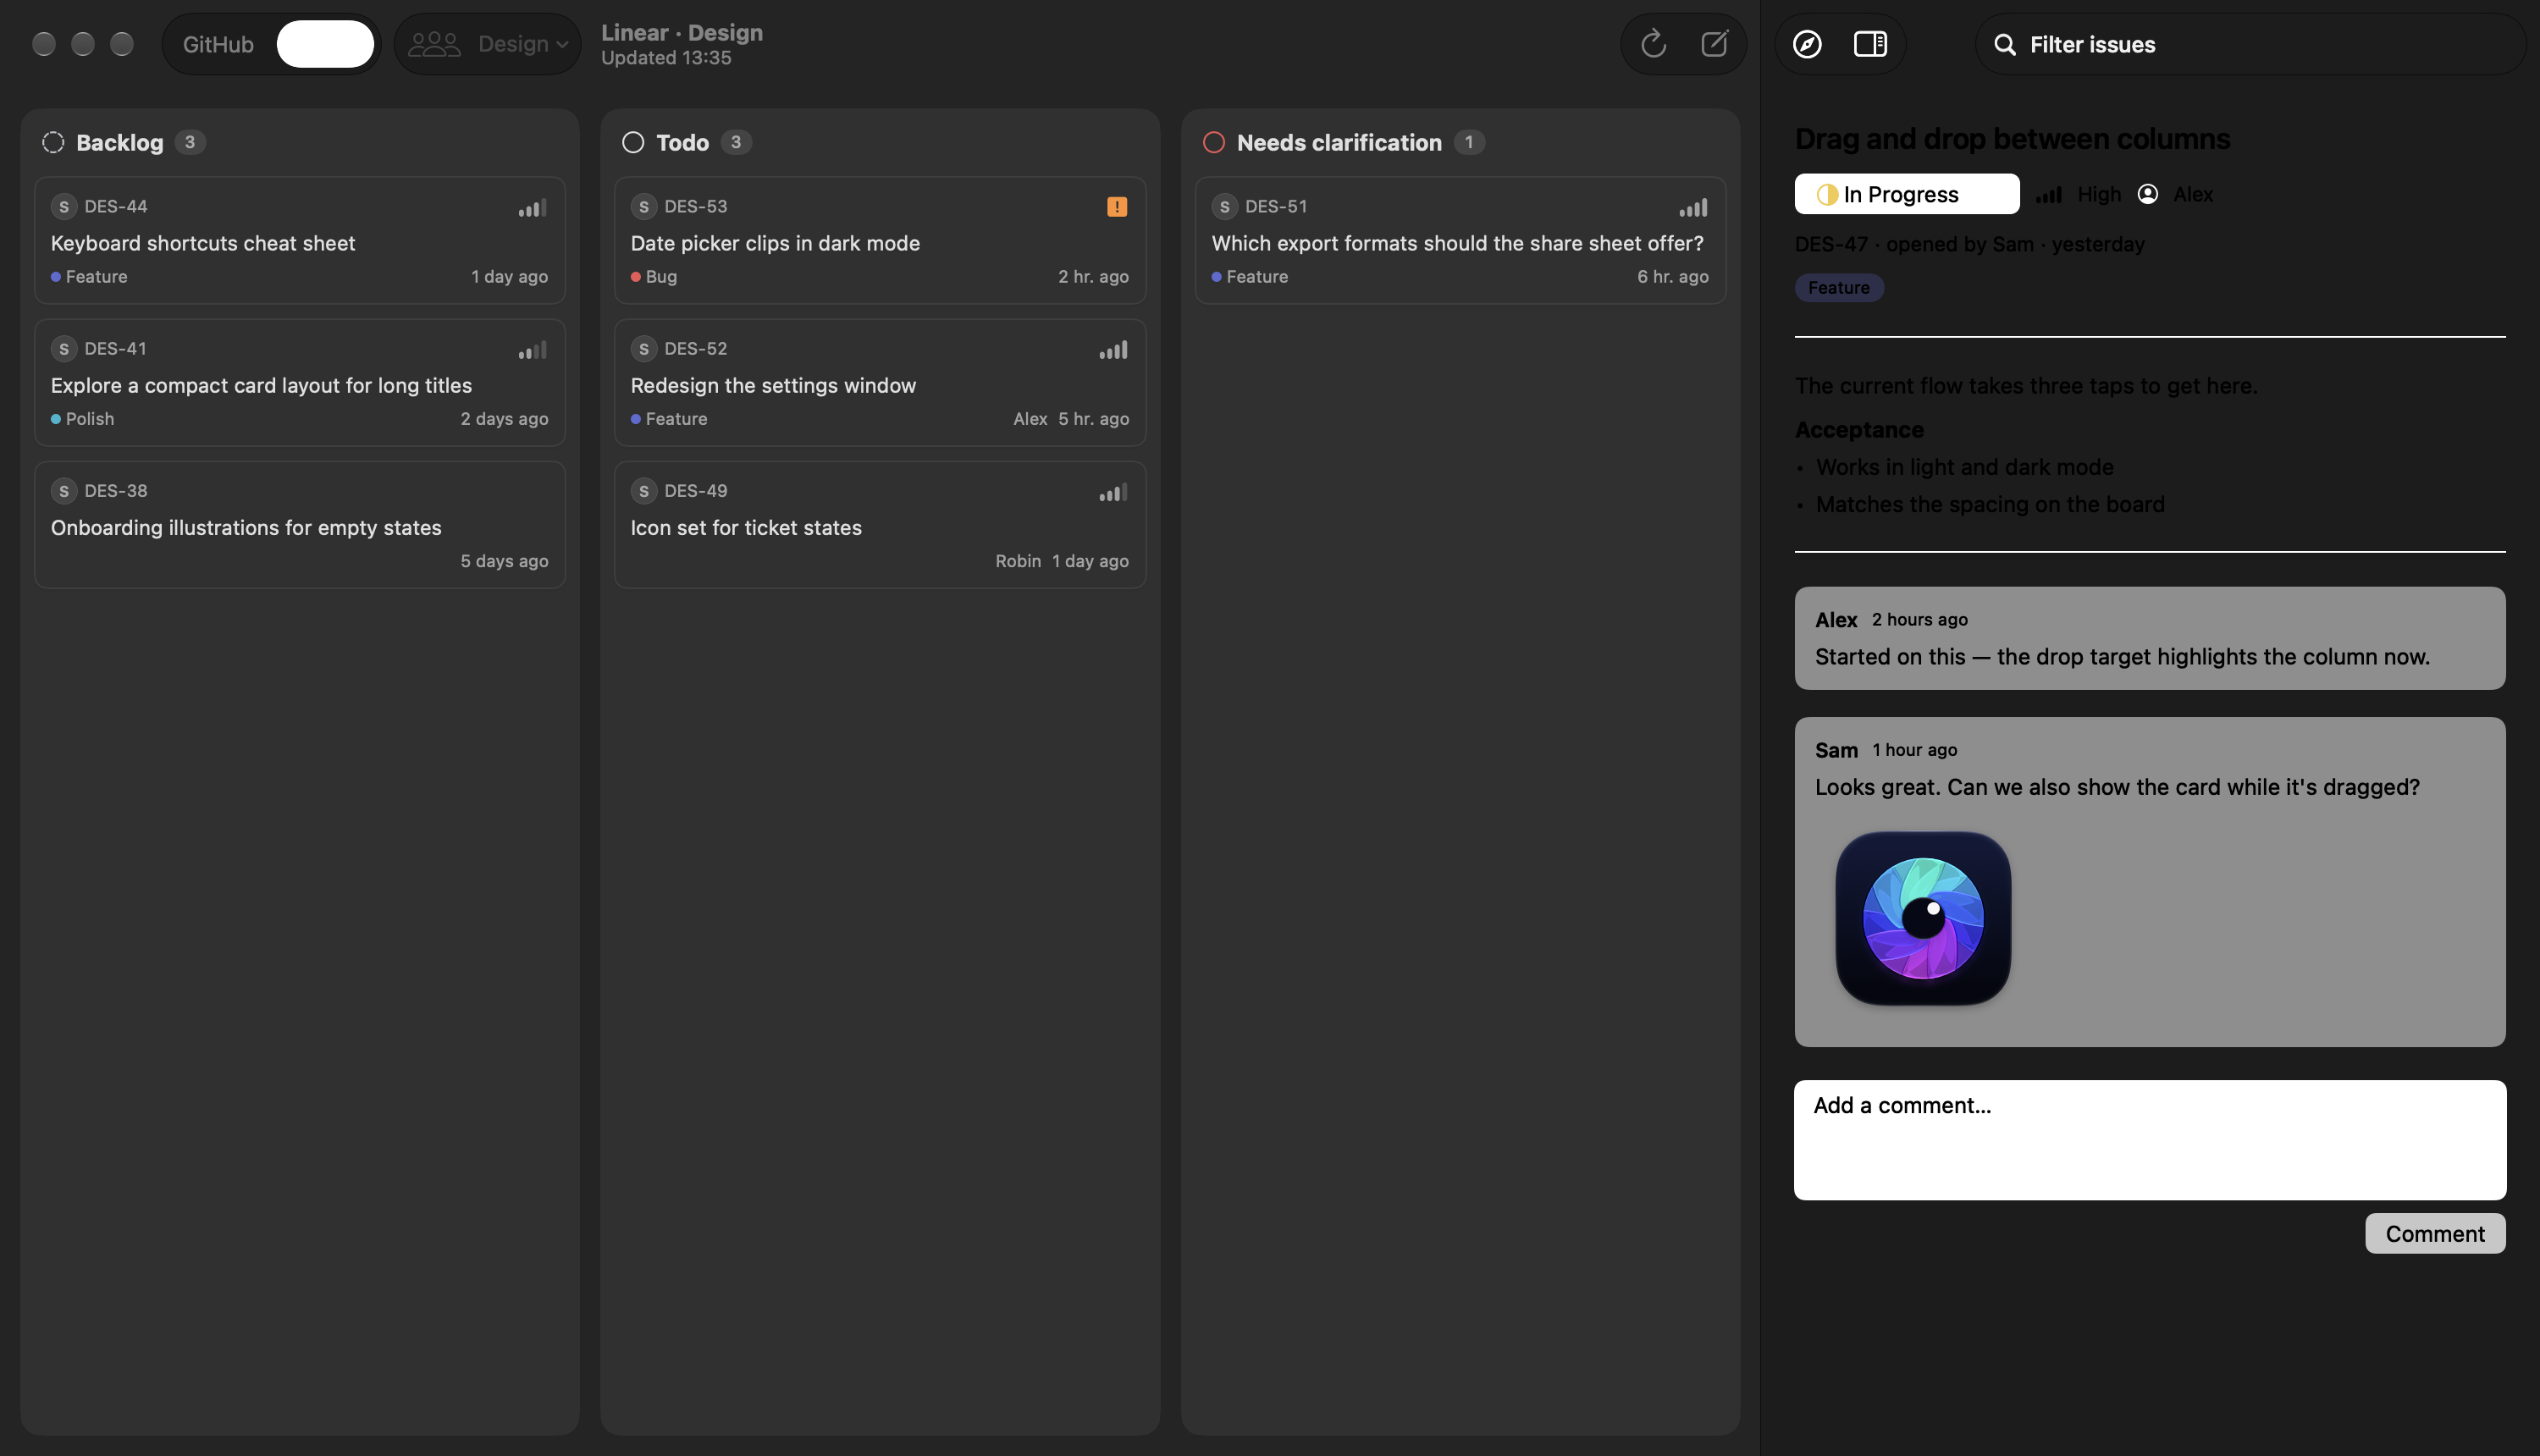 GitHub
Design
Linear · Design
Updated 13:35
Filter issues
Backlog 3
S DES-44
Keyboard shortcuts cheat sheet
Feature 1 day ago
S DES-41
Explore a compact card layout for long titles
Polish 2 days ago
S DES-38
Onboarding illustrations for empty states
5 days ago
Todo 3
S DES-53 !
Date picker clips in dark mode
Bug 2 hr. ago
S DES-52
Redesign the settings window
Feature Alex 5 hr. ago
S DES-49
Icon set for ticket states
Robin 1 day ago
Needs clarification 1
S DES-51
Which export formats should the share sheet offer?
Feature 6 hr. ago
Drag and drop between columns
In Progress High Alex
DES-47 · opened by Sam · yesterday
Feature
The current flow takes three taps to get here.
Acceptance
• Works in light and dark mode
• Matches the spacing on the board
Alex 2 hours ago
Started on this — the drop target highlights the column now.
Sam 1 hour ago
Looks great. Can we also show the card while it's dragged?
Add a comment...
Comment